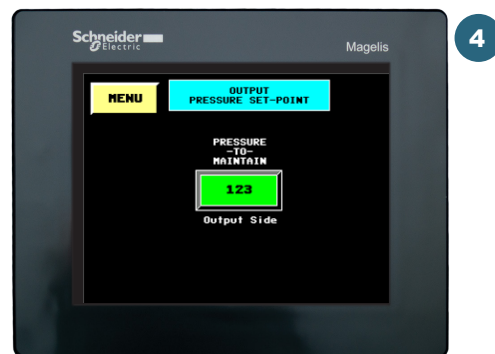 Schneider
Electric
Magelis
4
MENU
OUTPUT
PRESSURE SET-POINT
PRESSURE
-TO-
MAINTAIN
123
Output Side